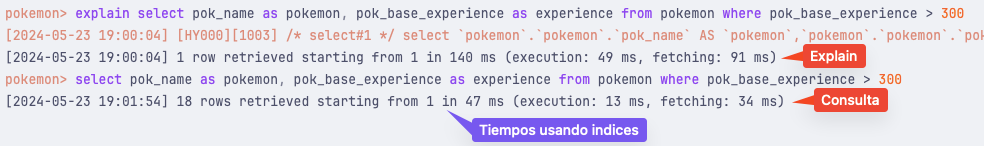 pokemon> explain select pok_name as pokemon, pok_base_experience as experience from pokemon where pok_base_experience > 300
[2024-05-23 19:00:04] [HY000][1003] /* select#1 */ select `pokemon`.`pokemon`.`pok_name` AS `pokemon`,`pokemon`.`pokemon`.`pok
[2024-05-23 19:00:04] 1 row retrieved starting from 1 in 140 ms (execution: 49 ms, fetching: 91 ms)
Explain
pokemon> select pok_name as pokemon, pok_base_experience as experience from pokemon where pok_base_experience > 300
[2024-05-23 19:01:54] 18 rows retrieved starting from 1 in 47 ms (execution: 13 ms, fetching: 34 ms)
Consulta
Tiempos usando indices